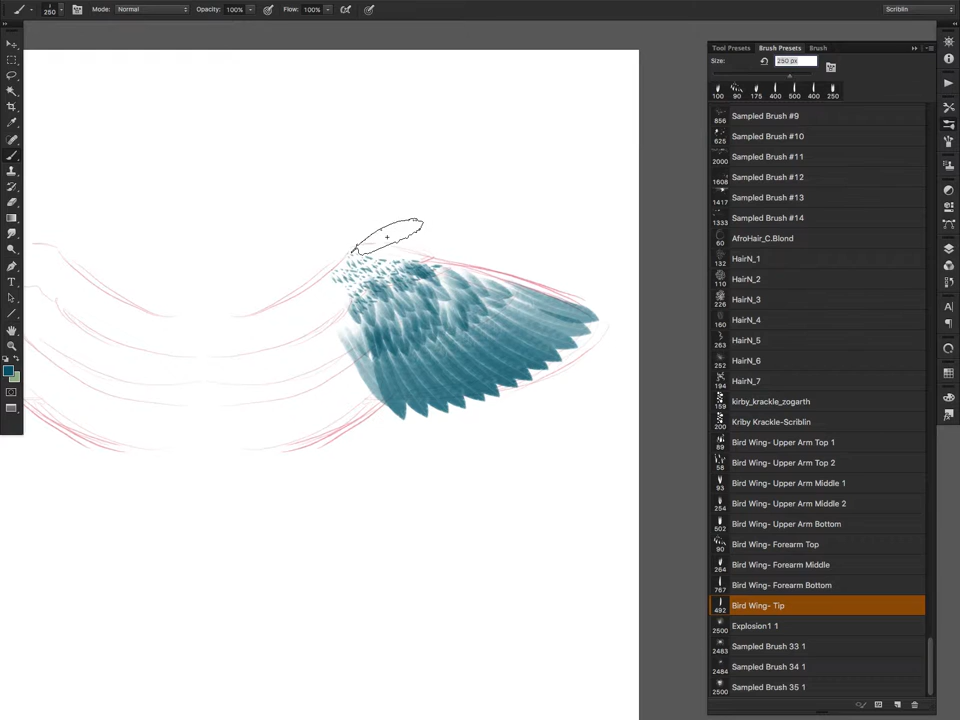 250
Mode:
Normal
Opacity: 100%
Flow: 100%
Scriblin
Tool Presets
Brush Presets
Brush
Size:
250 px
100
90
175
400
500
400
250
856 Sampled Brush #9
625 Sampled Brush #10
2000 Sampled Brush #11
1608 Sampled Brush #12
1417 Sampled Brush #13
1333 Sampled Brush #14
60 AfroHair_C.Blond
132 HairN_1
110 HairN_2
226 HairN_3
160 HairN_4
263 HairN_5
252 HairN_6
194 HairN_7
159 kirby_krackle_zogarth
200 Kriby Krackle-Scriblin
89 Bird Wing- Upper Arm Top 1
58 Bird Wing- Upper Arm Top 2
93 Bird Wing- Upper Arm Middle 1
254 Bird Wing- Upper Arm Middle 2
502 Bird Wing- Upper Arm Bottom
90 Bird Wing- Forearm Top
264 Bird Wing- Forearm Middle
767 Bird Wing- Forearm Bottom
492 Bird Wing- Tip
2500 Explosion1 1
2483 Sampled Brush 33 1
2484 Sampled Brush 34 1
2500 Sampled Brush 35 1